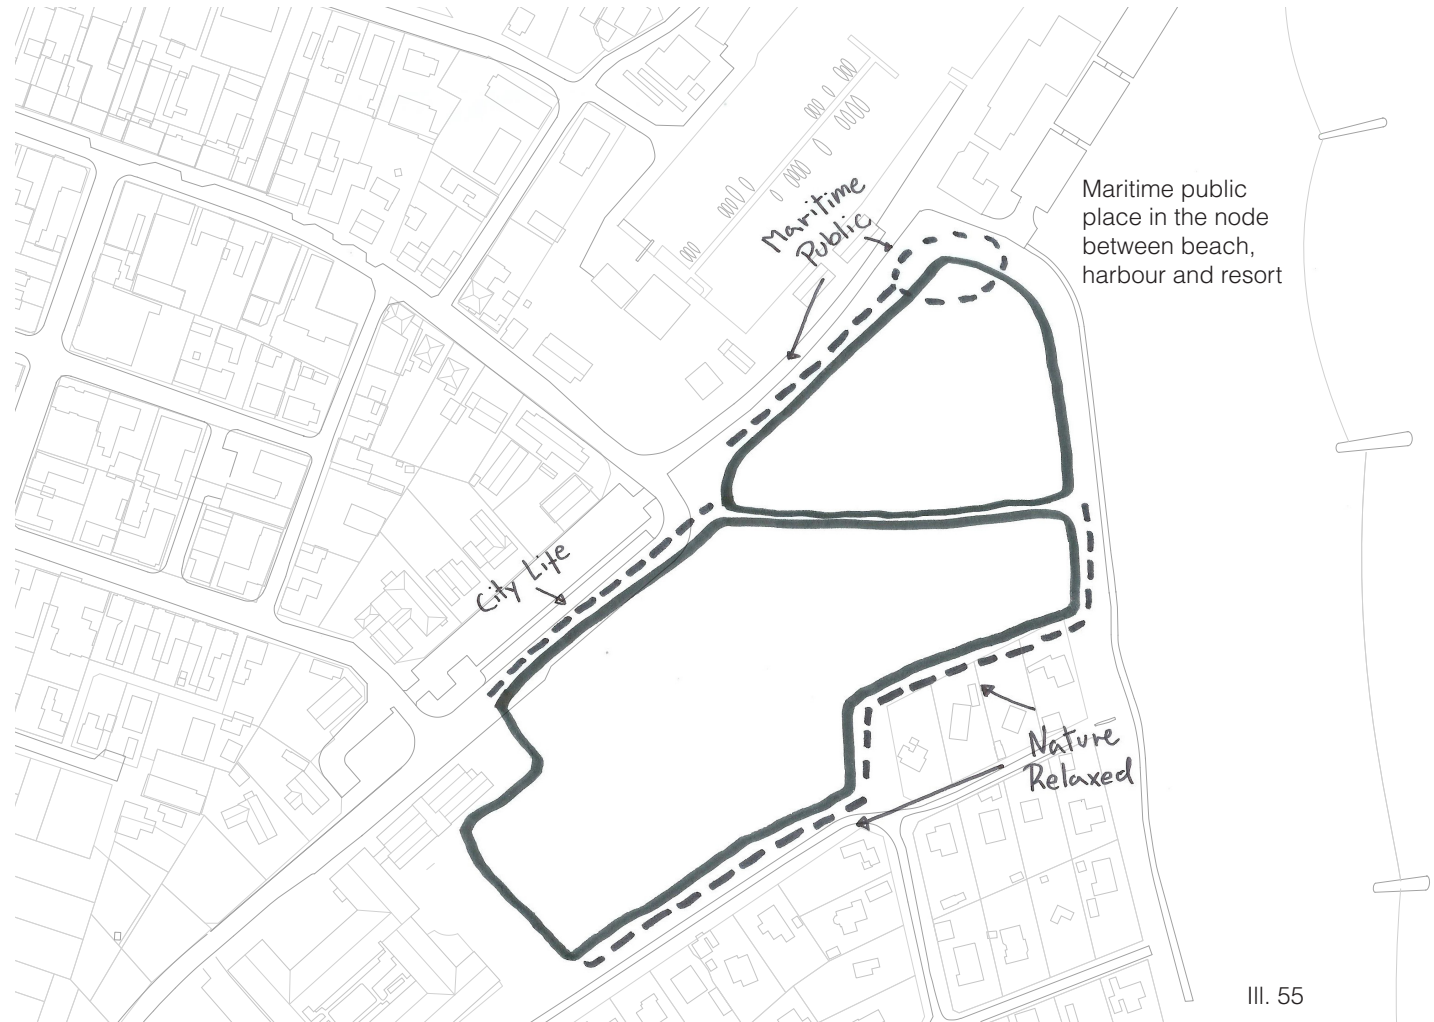 Maritime public
place in the node
between beach,
harbour and resort
Maritime
Public
City Life
Nature
Relaxed
Ill. 55